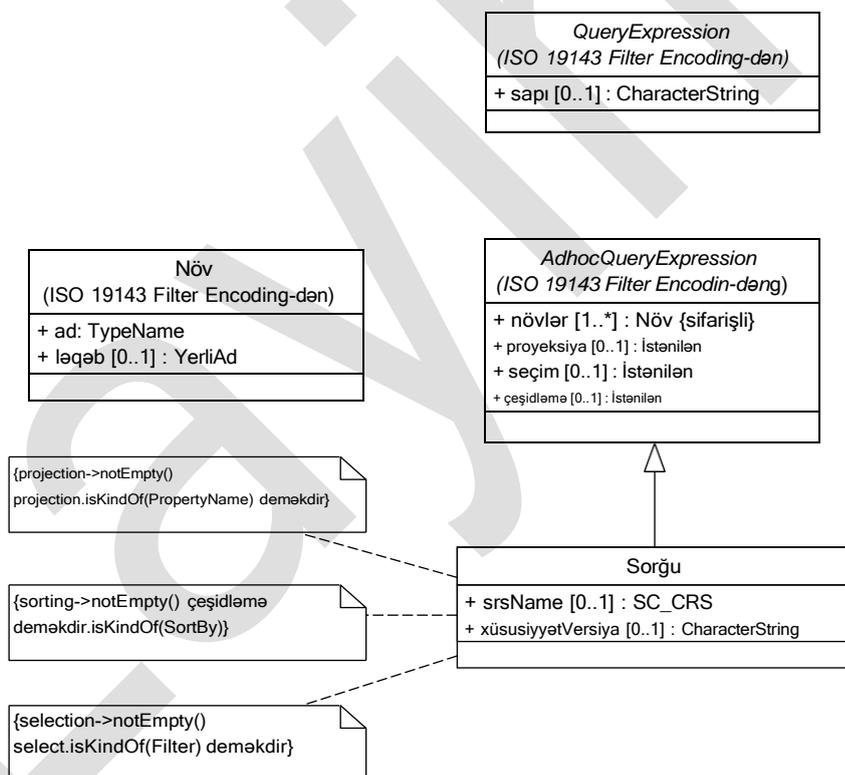 QueryExpression
(ISO 19143 Filter Encoding-dən)
+ sapı [0..1] : CharacterString
Növ
(ISO 19143 Filter Encoding-dən)
+ ad: TypeName
+ ləqəb [0..1] : YerliAd
AdhocQueryExpression
(ISO 19143 Filter Encodin-dəng)
+ növlər [1..*] : Növ {sifarişli}
+ proyeksiya [0..1] : İstənilən
+ seçim [0..1] : İstənilən
+ çeşidləmə [0..1] : İstənilən
{projection->notEmpty()
projection.isKindOf(PropertyName) deməkdir}
{sorting->notEmpty() çeşidləmə
deməkdir.isKindOf(SortBy)}
{selection->notEmpty()
select.isKindOf(Filter) deməkdir}
Sorğu
+ srsName [0..1] : SC_CRS
+ xüsusiyyətVersiya [0..1] : CharacterString